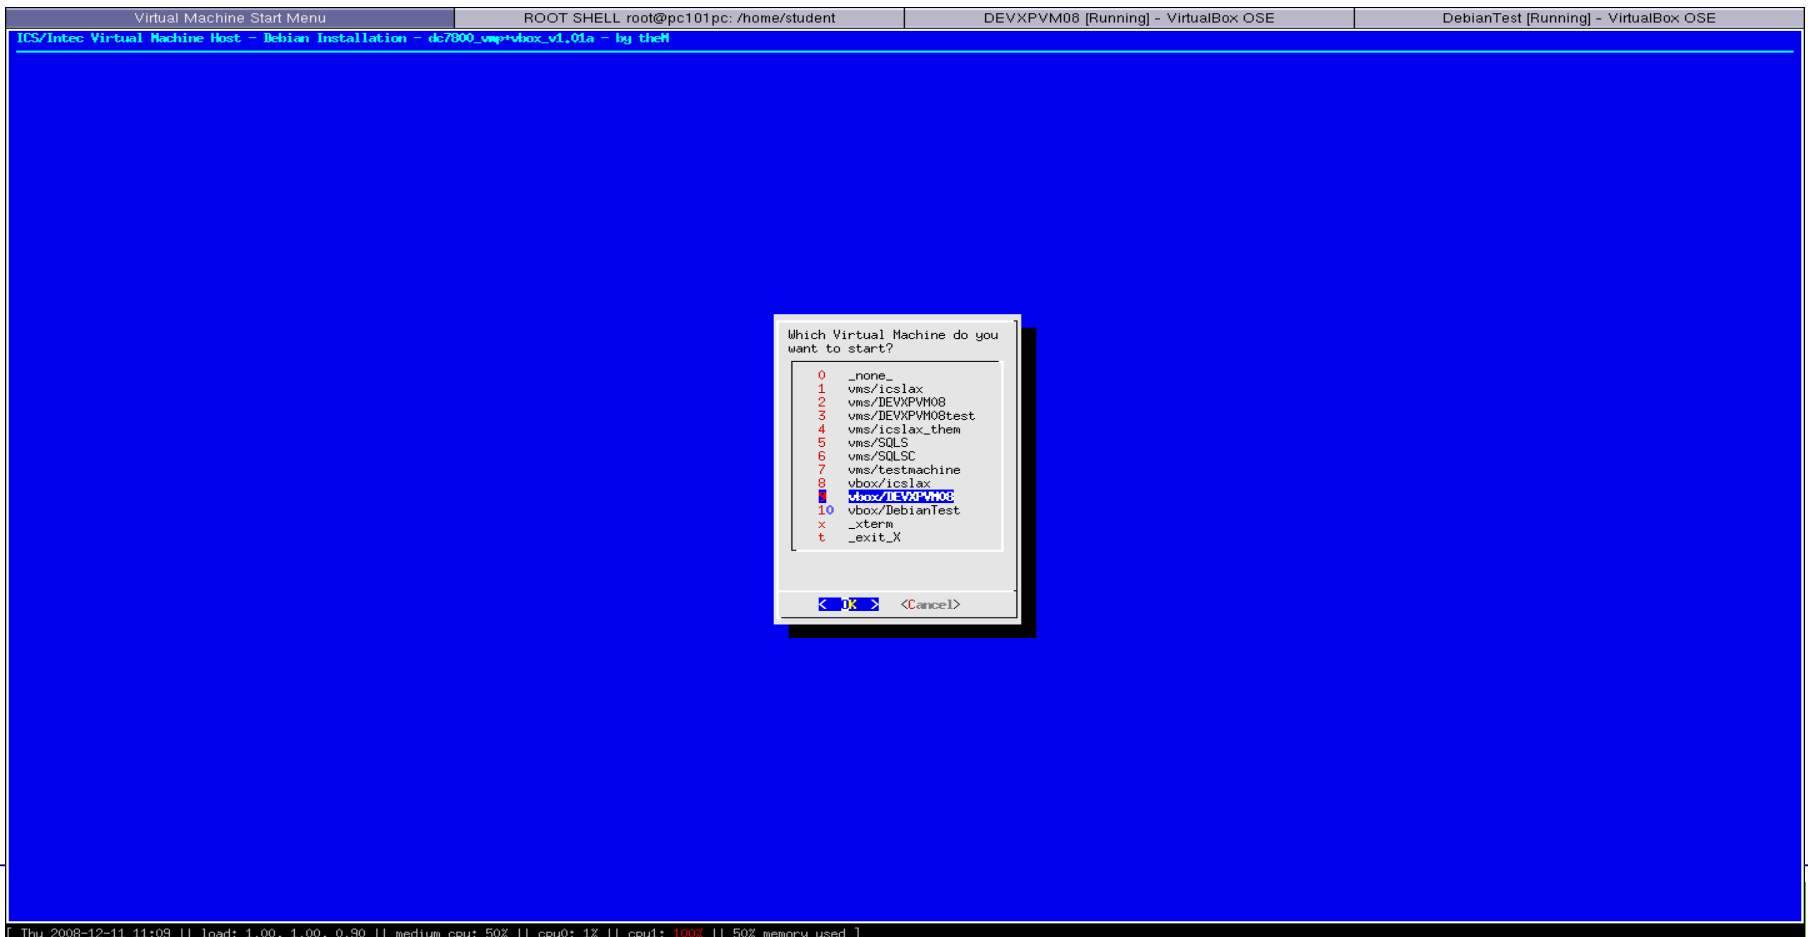 Virtual Machine Start Menu
ROOT SHELL root@pc101pc: /home/student
DEVXPVM08 [Running] - VirtualBox OSE
DebianTest [Running] - VirtualBox OSE
ICS/Intec Virtual Machine Host - Debian Installation - dc7800_vmp+vbox_v1.01a - by theM
Which Virtual Machine do you
want to start?
0 _none_
1 vms/icslax
2 vms/DEVXPVM08
3 vms/DEVXPVM08test
4 vms/icslax_them
5 vms/SQLS
6 vms/SQLSC
7 vms/testmachine
8 vbox/icslax
9 vbox/DEVXPVM08
10 vbox/DebianTest
x _xterm
t _exit_X
< OK > <Cancel>
[ Thu 2008-12-11 11:09 || load: 1.00, 1.00, 0.90 || medium cpu: 50% || cpu0: 1% || cpu1: 100% || 50% memory used ]